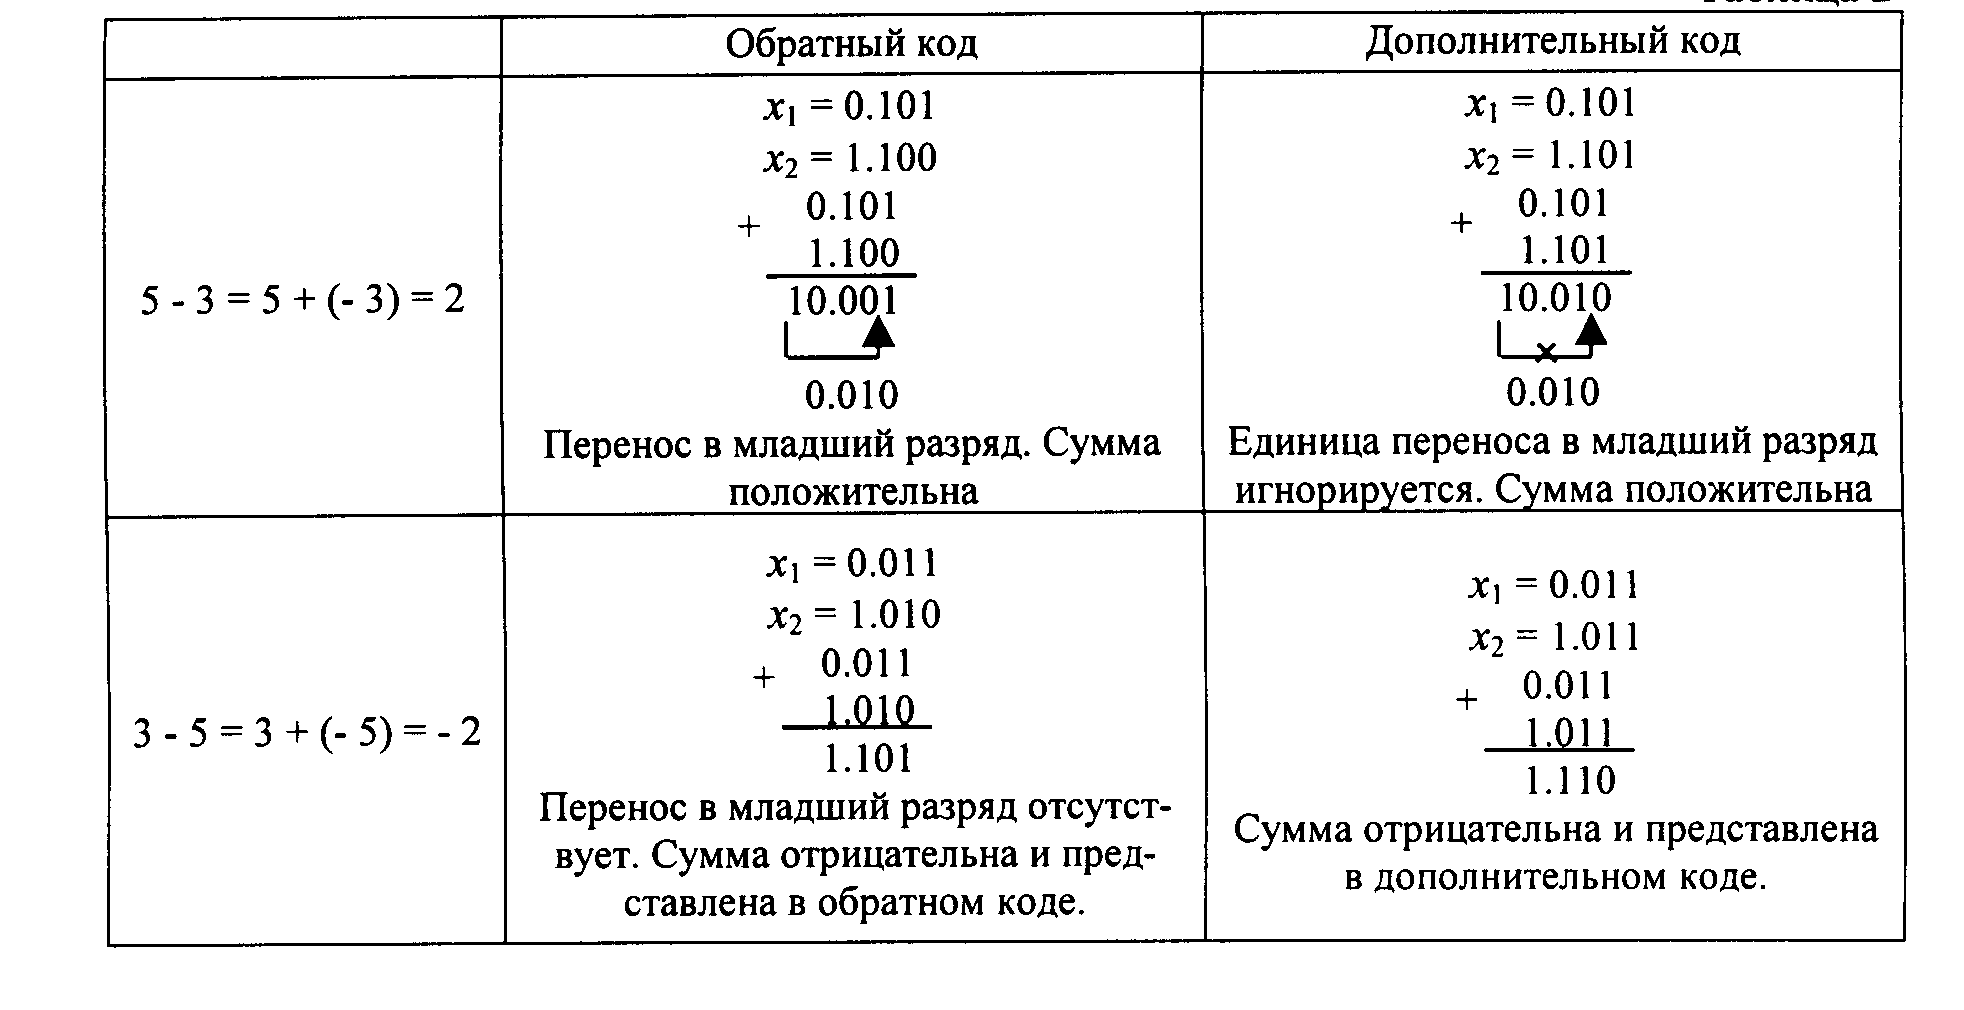 Обратный код
Дополнительный код
5 - 3 = 5 + (- 3) = 2
x₁ = 0.101
x₂ = 1.100
0.101
+
1.100
10.001
0.010
Перенос в младший разряд. Сумма
положительна
x₁ = 0.101
x₂ = 1.101
0.101
+
1.101
10.010
0.010
Единица переноса в младший разряд
игнорируется. Сумма положительна
3 - 5 = 3 + (- 5) = - 2
x₁ = 0.011
x₂ = 1.010
0.011
+
1.010
1.101
Перенос в младший разряд отсутст-
вует. Сумма отрицательна и пред-
ставлена в обратном коде.
x₁ = 0.011
x₂ = 1.011
0.011
+
1.011
1.110
Сумма отрицательна и представлена
в дополнительном коде.